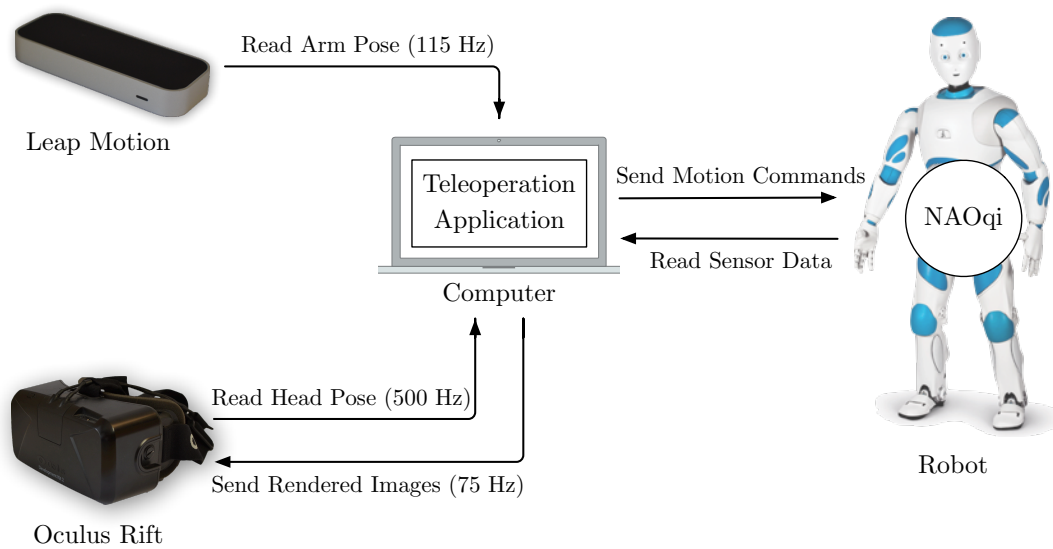 Read Arm Pose (115 Hz)
Leap Motion
Teleoperation
Application
Send Motion Commands
NAOqi
Read Sensor Data
Computer
Read Head Pose (500 Hz)
Robot
Send Rendered Images (75 Hz)
Oculus Rift